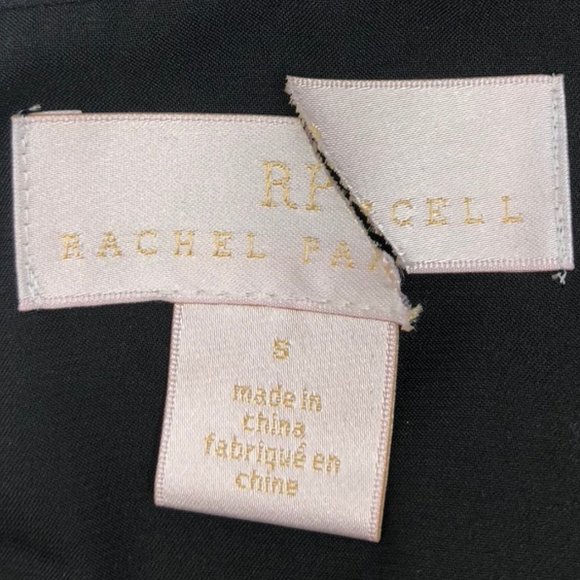 RP
RACHEL PA CELL
S
made in
china
fabriqué en
chine